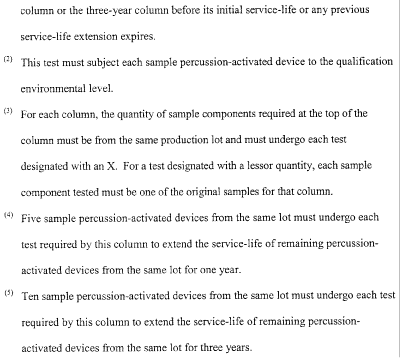 column or the three-year column before its initial service-life or any previous
service-life extension expires.
(2) This test must subject each sample percussion-activated device to the qualification
environmental level.
(3) For each column, the quantity of sample components required at the top of the
column must be from the same production lot and must undergo each test
designated with an X. For a test designated with a lessor quantity, each sample
component tested must be one of the original samples for that column.
(4) Five sample percussion-activated devices from the same lot must undergo each
test required by this column to extend the service-life of remaining percussion-
activated devices from the same lot for one year.
(5) Ten sample percussion-activated devices from the same lot must undergo each test
required by this column to extend the service-life of remaining percussion-
activated devices from the same lot for three years.